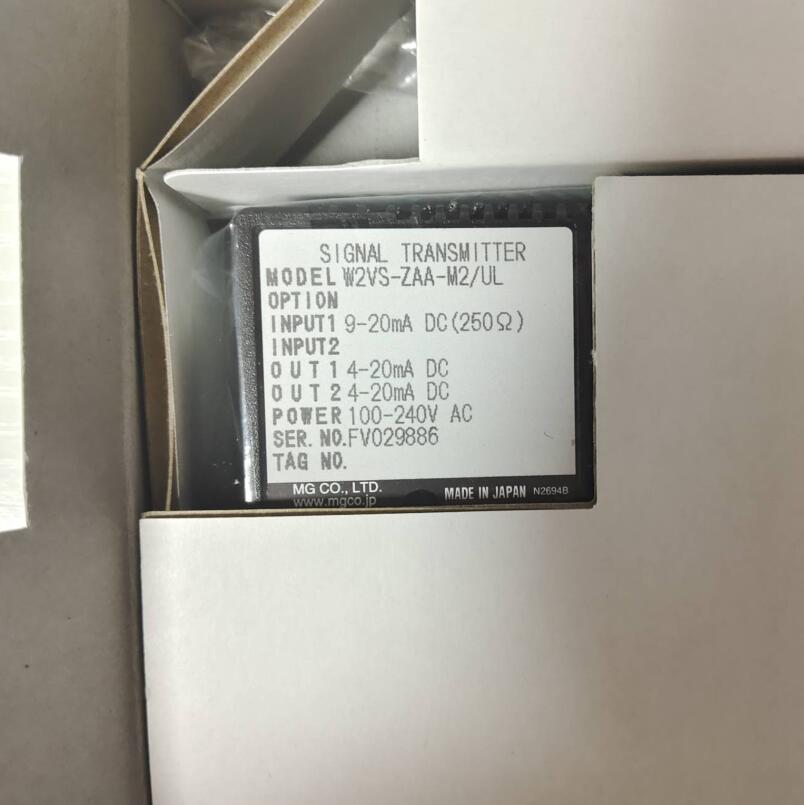 SIGNAL TRANSMITTER
MODEL W2VS-ZAA-M2/UL
OPTION
INPUT1 9-20mA DC(250Ω)
INPUT2
OUT1 4-20mA DC
OUT2 4-20mA DC
POWER 100-240V AC
SER. NO. FV029886
TAG NO.
MG CO., LTD.
www.mgco.jp MADE IN JAPAN N2694B